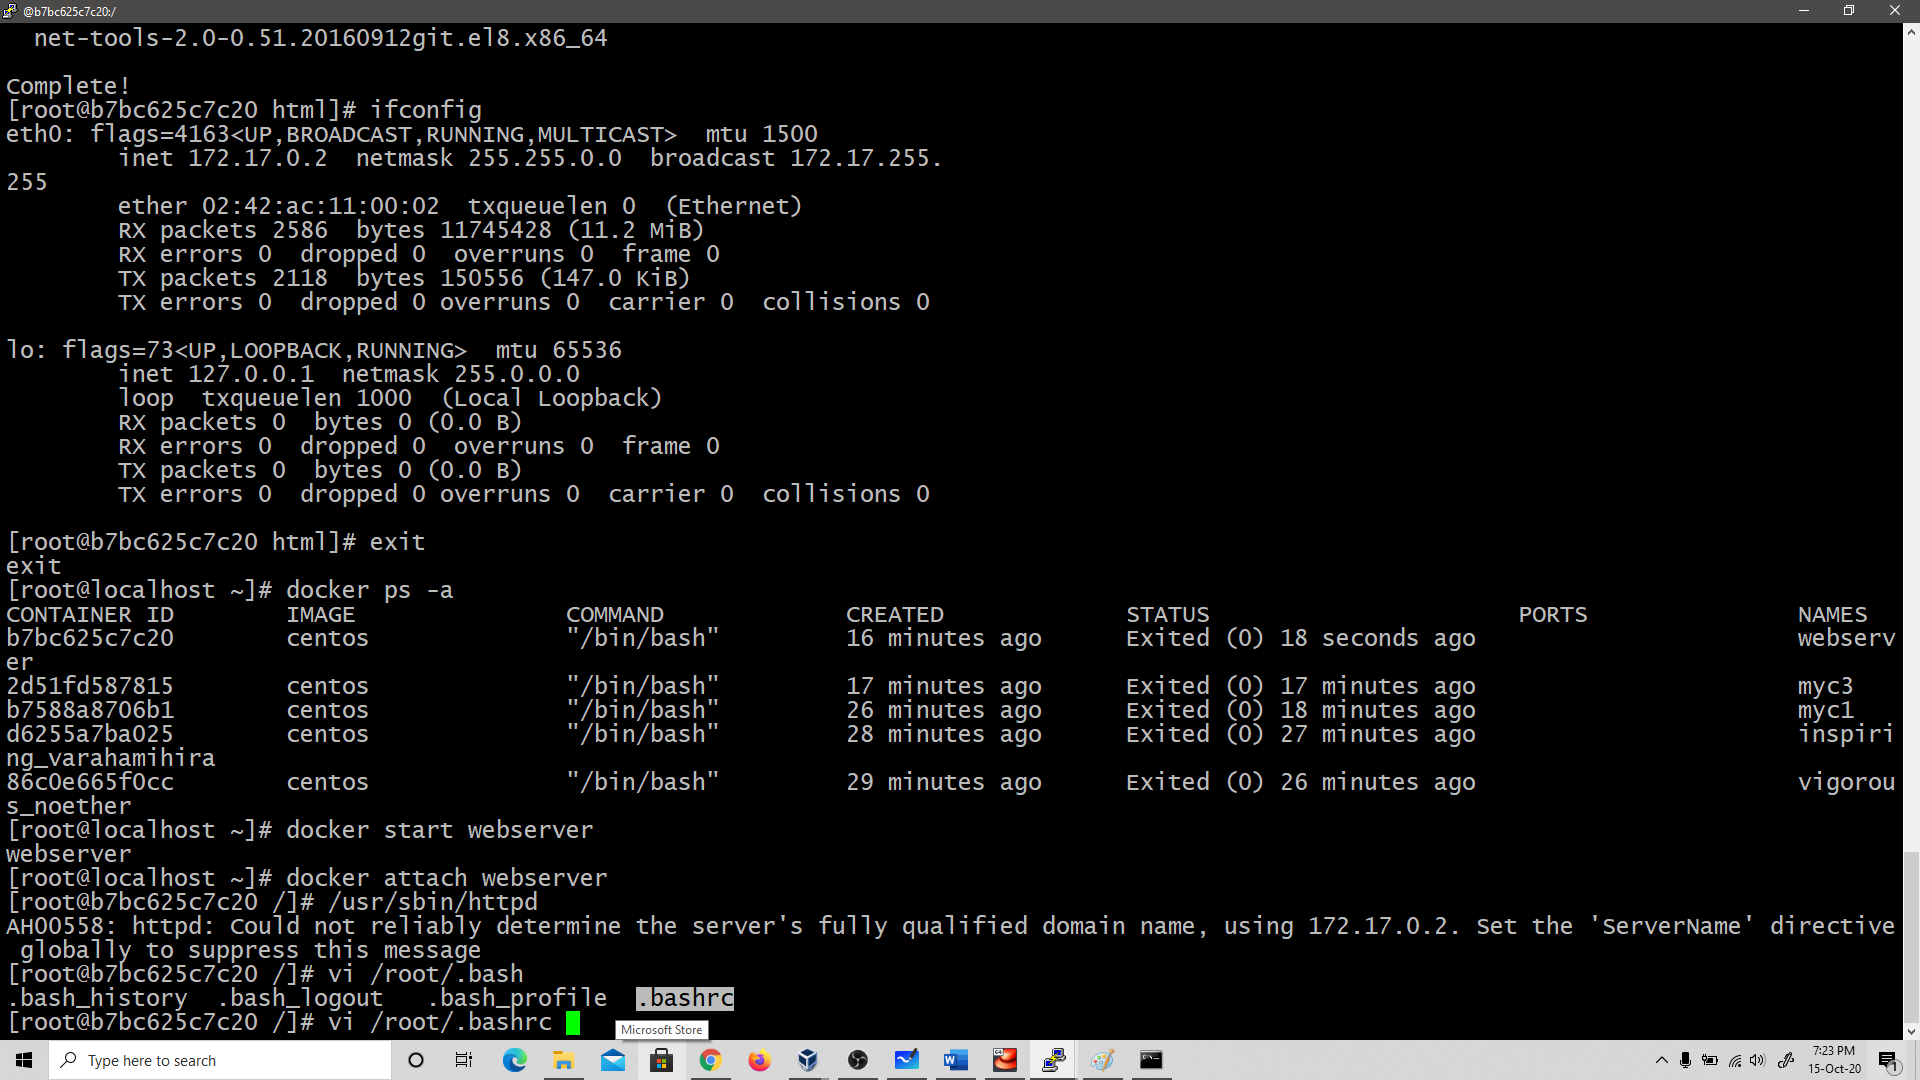 @b7bc625c7c20:/
net-tools-2.0-0.51.20160912git.el8.x86_64
Complete!
[root@b7bc625c7c20 html]# ifconfig
eth0: flags=4163<UP,BROADCAST,RUNNING,MULTICAST>  mtu 1500
inet 172.17.0.2  netmask 255.255.0.0  broadcast 172.17.255.
255
ether 02:42:ac:11:00:02  txqueuelen 0  (Ethernet)
RX packets 2586  bytes 11745428 (11.2 MiB)
RX errors 0  dropped 0  overruns 0  frame 0
TX packets 2118  bytes 150556 (147.0 KiB)
TX errors 0  dropped 0 overruns 0  carrier 0  collisions 0
lo: flags=73<UP,LOOPBACK,RUNNING>  mtu 65536
inet 127.0.0.1  netmask 255.0.0.0
loop  txqueuelen 1000  (Local Loopback)
RX packets 0  bytes 0 (0.0 B)
RX errors 0  dropped 0  overruns 0  frame 0
TX packets 0  bytes 0 (0.0 B)
TX errors 0  dropped 0 overruns 0  carrier 0  collisions 0
[root@b7bc625c7c20 html]# exit
exit
[root@localhost ~]# docker ps -a
CONTAINER ID        IMAGE               COMMAND             CREATED             STATUS                      PORTS               NAMES
b7bc625c7c20        centos              "/bin/bash"         16 minutes ago      Exited (0) 18 seconds ago                       webserv
er
2d51fd587815        centos              "/bin/bash"         17 minutes ago      Exited (0) 17 minutes ago                       myc3
b7588a8706b1        centos              "/bin/bash"         26 minutes ago      Exited (0) 18 minutes ago                       myc1
d6255a7ba025        centos              "/bin/bash"         28 minutes ago      Exited (0) 27 minutes ago                       inspiri
ng_varahamihira
86c0e665f0cc        centos              "/bin/bash"         29 minutes ago      Exited (0) 26 minutes ago                       vigorou
s_noether
[root@localhost ~]# docker start webserver
webserver
[root@localhost ~]# docker attach webserver
[root@b7bc625c7c20 /]# /usr/sbin/httpd
AH00558: httpd: Could not reliably determine the server's fully qualified domain name, using 172.17.0.2. Set the 'ServerName' directive
globally to suppress this message
[root@b7bc625c7c20 /]# vi /root/.bash
.bash_history  .bash_logout   .bash_profile  .bashrc
[root@b7bc625c7c20 /]# vi /root/.bashrc
Microsoft Store
Type here to search
7:23 PM
15-Oct-20
1